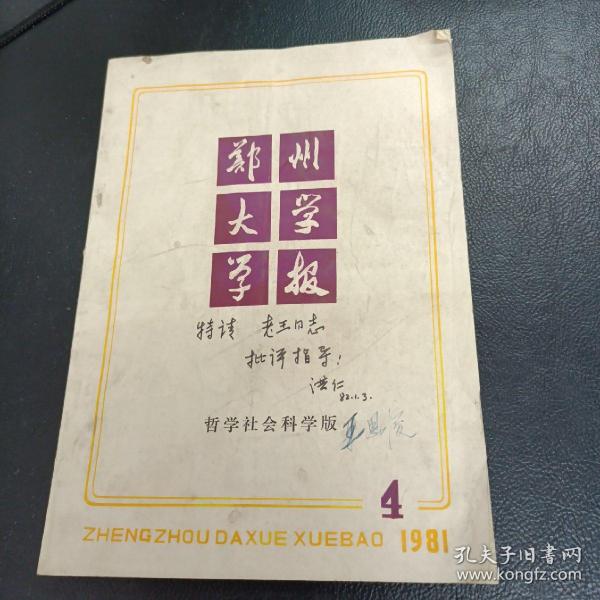 郑州
大学
学报
特请 老王同志
批评指导!
洪仁
82.1.3.
哲学社会科学版
4
ZHENGZHOU DAXUE XUEBAO 1981
孔夫子旧书网
www.kongfz.com